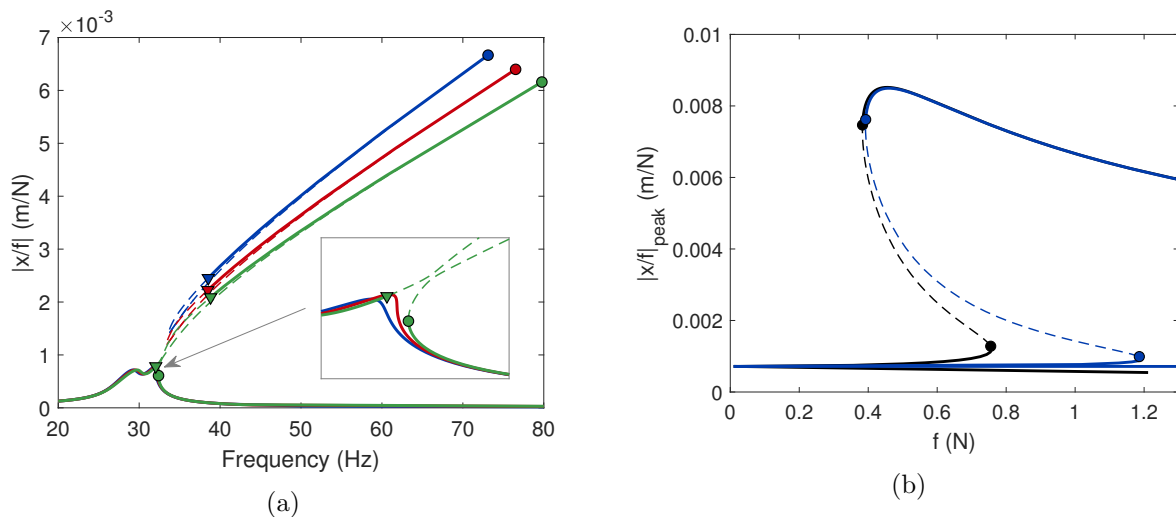 ×10⁻³
7
6
5
4
3
2
1
0
|x/f| (m/N)
20 30 40 50 60 70 80
Frequency (Hz)
(a)
0.01
0.008
0.006
0.004
0.002
0
|x/f|peak (m/N)
0 0.2 0.4 0.6 0.8 1 1.2
f (N)
(b)